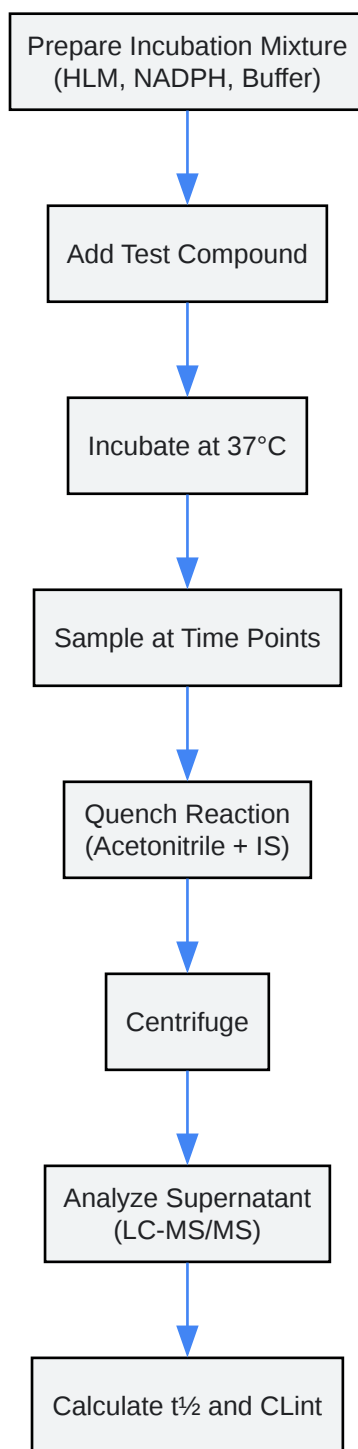 Prepare Incubation Mixture
(HLM, NADPH, Buffer)
Add Test Compound
Incubate at 37°C
Sample at Time Points
Quench Reaction
(Acetonitrile + IS)
Centrifuge
Analyze Supernatant
(LC-MS/MS)
Calculate t½ and CLint